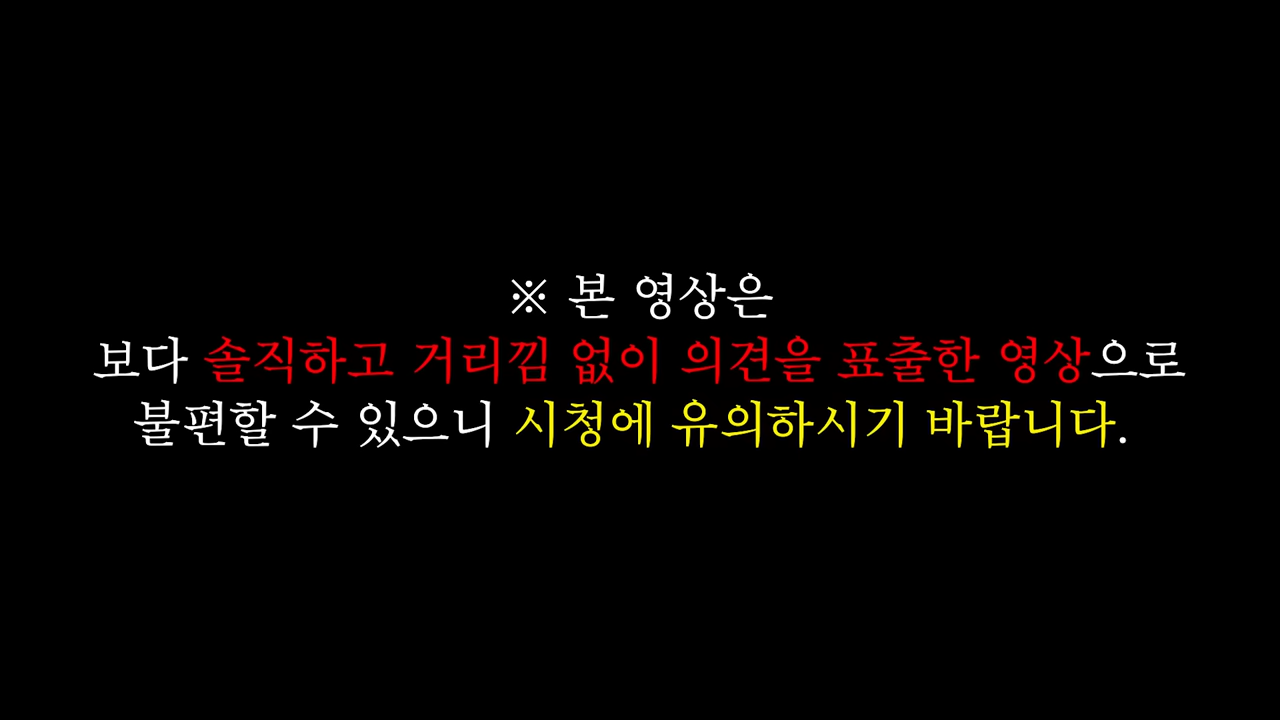 ※ 본 영상은
보다 솔직하고 거리낌 없이 의견을 표출한 영상으로
불편할 수 있으니 시청에 유의하시기 바랍니다.